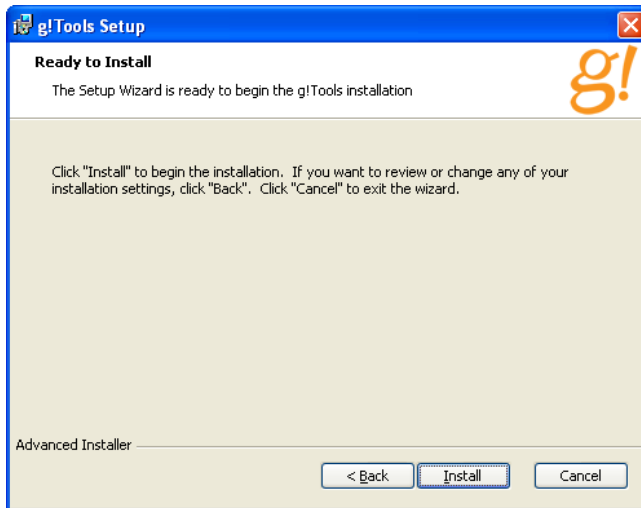 g!Tools Setup
Ready to Install
The Setup Wizard is ready to begin the g!Tools installation
g!
Click "Install" to begin the installation.  If you want to review or change any of your
installation settings, click "Back".  Click "Cancel" to exit the wizard.
Advanced Installer
< Back
Install
Cancel